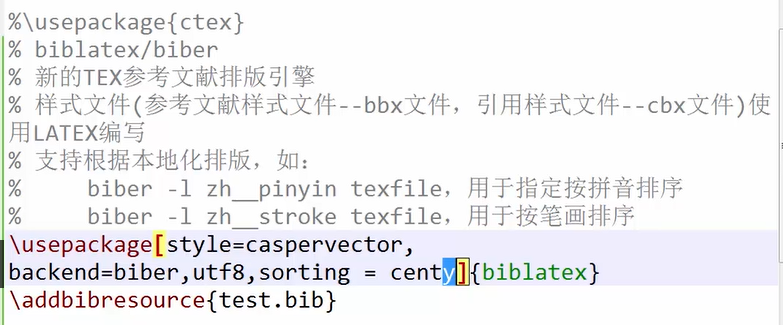 %\usepackage{ctex}
% biblatex/biber
% 新的TEX参考文献排版引擎
% 样式文件(参考文献样式文件--bbx文件，引用样式文件--cbx文件)使
用LATEX编写
% 支持根据本地化排版，如：
%    biber -l zh__pinyin texfile，用于指定按拼音排序
%    biber -l zh__stroke texfile，用于按笔画排序
\usepackage[style=caspervector,
backend=biber,utf8,sorting = centy]{biblatex}
\addbibresource{test.bib}